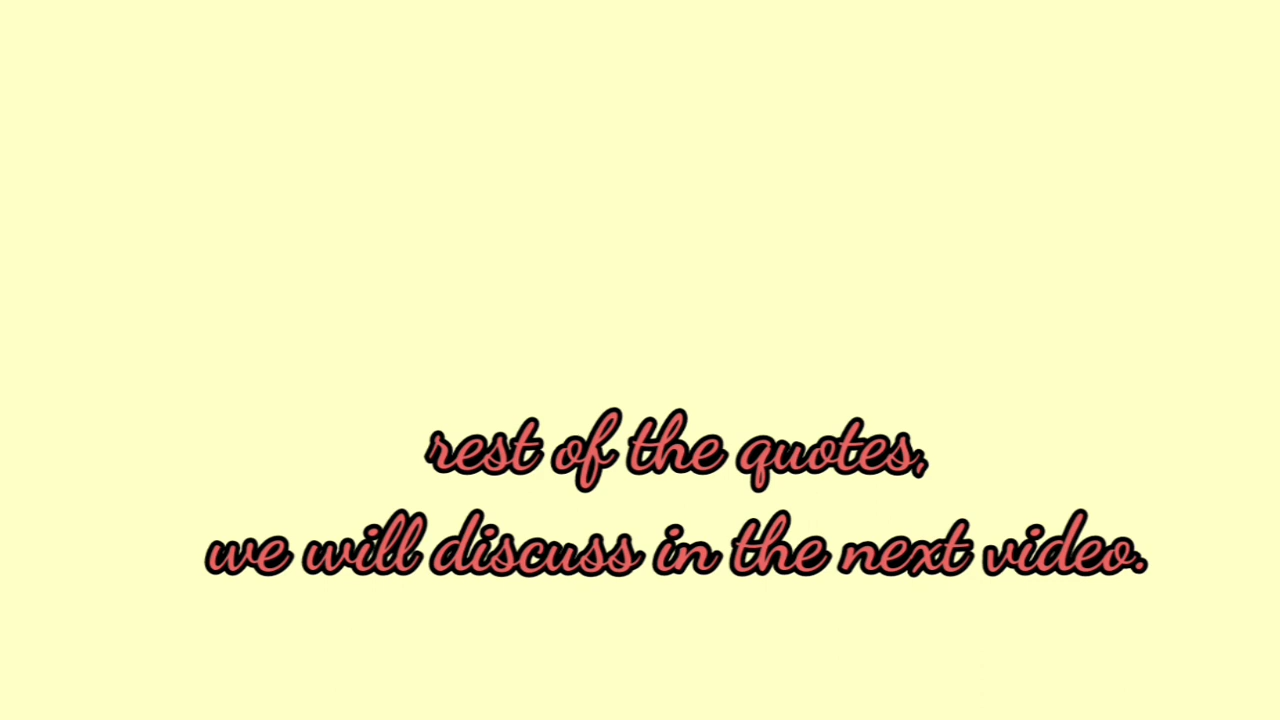 rest of the quotes,
we will discuss in the next video.